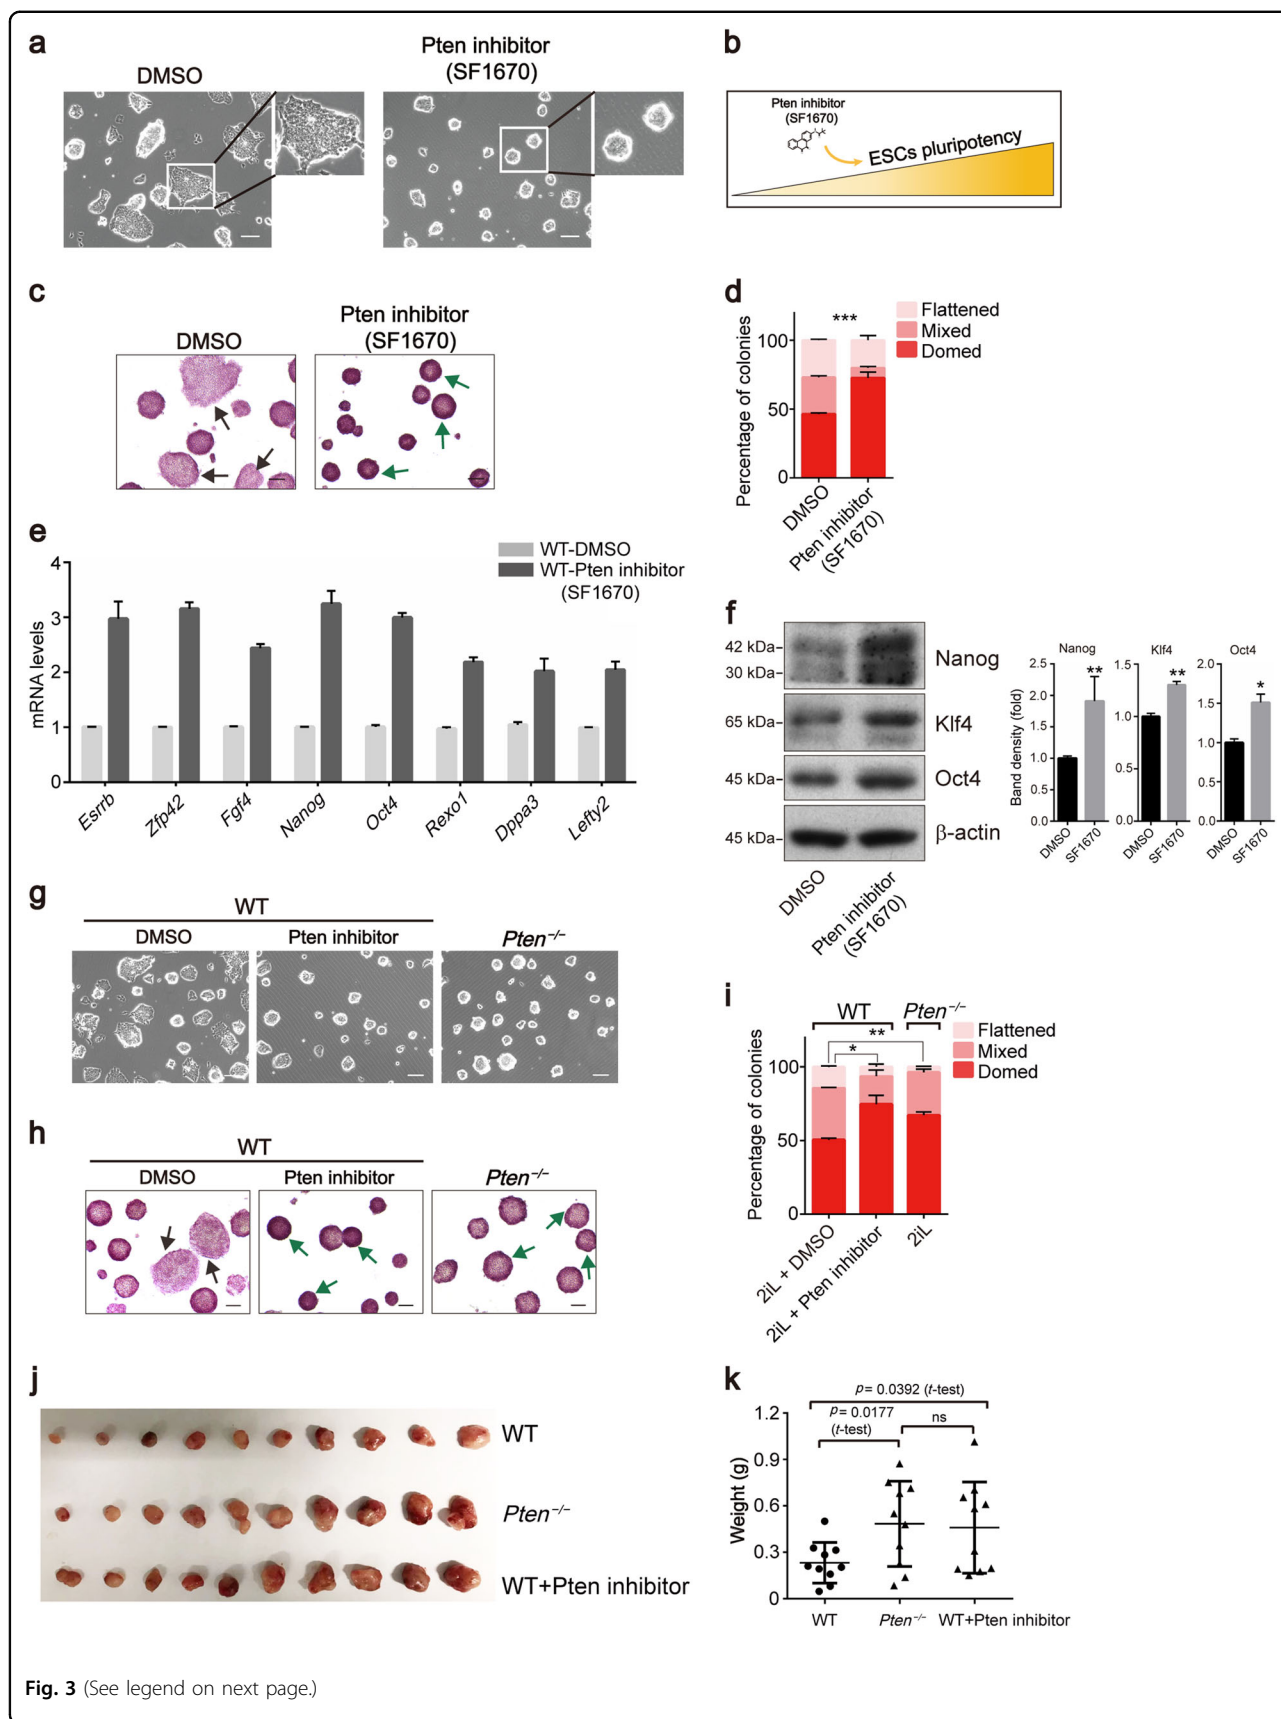 a
DMSO
Pten inhibitor
(SF1670)
b
Pten inhibitor
(SF1670)
ESCs pluripotency
c
DMSO
Pten inhibitor
(SF1670)
d
Flattened
Mixed
Domed
***
100
50
0
Percentage of colonies
DMSO
Pten inhibitor
(SF1670)
e
WT-DMSO
WT-Pten inhibitor
(SF1670)
4
3
2
1
0
mRNA levels
Esrrb
Zfp42
Fgf4
Nanog
Oct4
Rexo1
Dppa3
Lefty2
f
42 kDa
30 kDa
Nanog
65 kDa
Klf4
45 kDa
Oct4
45 kDa
β-actin
DMSO
Pten inhibitor
(SF1670)
Nanog
Klf4
Oct4
Band density (fold)
2.5
2.0
1.5
1.0
0.5
0.0
**
DMSO
SF1670
1.5
1.0
0.5
0.0
**
DMSO
SF1670
2.0
1.5
1.0
0.5
0.0
*
DMSO
SF1670
g
WT
DMSO
Pten inhibitor
Pten−/−
h
WT
DMSO
Pten inhibitor
Pten−/−
i
WT
Pten−/−
Flattened
Mixed
Domed
**
*
100
50
0
Percentage of colonies
2iL + DMSO
2iL + Pten inhibitor
2iL
j
WT
Pten−/−
WT+Pten inhibitor
k
p= 0.0392 (t-test)
p= 0.0177
(t-test)
ns
1.2
0.9
0.6
0.3
0
Weight (g)
WT
Pten−/−
WT+Pten inhibitor
Fig. 3 (See legend on next page.)